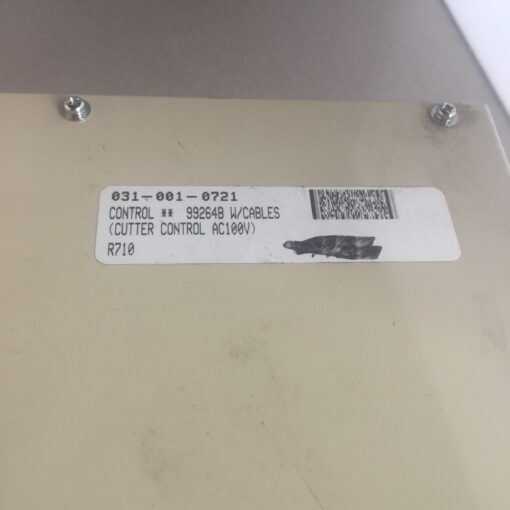 031-001-0721
CONTROL ** 99264B W/CABLES
(CUTTER CONTROL AC100V)
R710